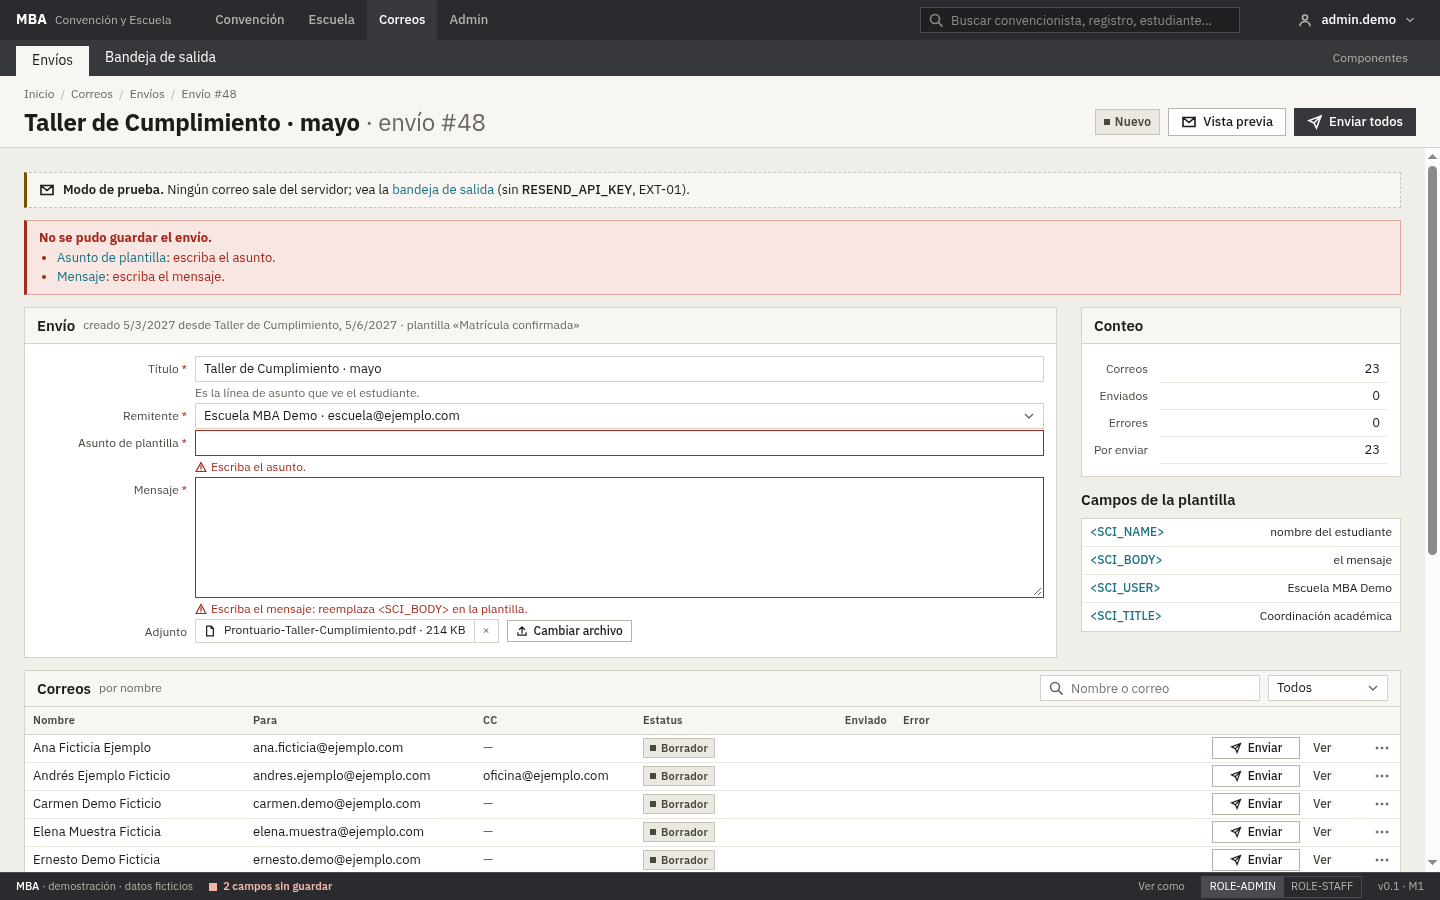 MBA Convención y Escuela Convención Escuela Correos Admin Buscar convencionista, registro, estudiante... admin.demo
Envíos Bandeja de salida Componentes
Inicio / Correos / Envíos / Envío #48
Taller de Cumplimiento · mayo · envío #48 Nuevo Vista previa Enviar todos
Modo de prueba. Ningún correo sale del servidor; vea la bandeja de salida (sin RESEND_API_KEY, EXT-01).
No se pudo guardar el envío.
• Asunto de plantilla: escriba el asunto.
• Mensaje: escriba el mensaje.
Envío creado 5/3/2027 desde Taller de Cumplimiento, 5/6/2027 · plantilla «Matrícula confirmada»
Título * Taller de Cumplimiento · mayo
Es la línea de asunto que ve el estudiante.
Remitente * Escuela MBA Demo · escuela@ejemplo.com
Asunto de plantilla *
Escriba el asunto.
Mensaje *
Escriba el mensaje: reemplaza <SCI_BODY> en la plantilla.
Adjunto Prontuario-Taller-Cumplimiento.pdf · 214 KB × Cambiar archivo
Conteo
Correos 23
Enviados 0
Errores 0
Por enviar 23
Campos de la plantilla
<SCI_NAME> nombre del estudiante
<SCI_BODY> el mensaje
<SCI_USER> Escuela MBA Demo
<SCI_TITLE> Coordinación académica
Correos por nombre Nombre o correo Todos
Nombre Para CC Estatus Enviado Error
Ana Ficticia Ejemplo ana.ficticia@ejemplo.com — Borrador Enviar Ver ···
Andrés Ejemplo Ficticio andres.ejemplo@ejemplo.com oficina@ejemplo.com Borrador Enviar Ver ···
Carmen Demo Ficticio carmen.demo@ejemplo.com — Borrador Enviar Ver ···
Elena Muestra Ficticia elena.muestra@ejemplo.com — Borrador Enviar Ver ···
Ernesto Demo Ficticia ernesto.demo@ejemplo.com — Borrador Enviar Ver ···
MBA · demostración · datos ficticios 2 campos sin guardar Ver como ROLE-ADMIN ROLE-STAFF v0.1 · M1